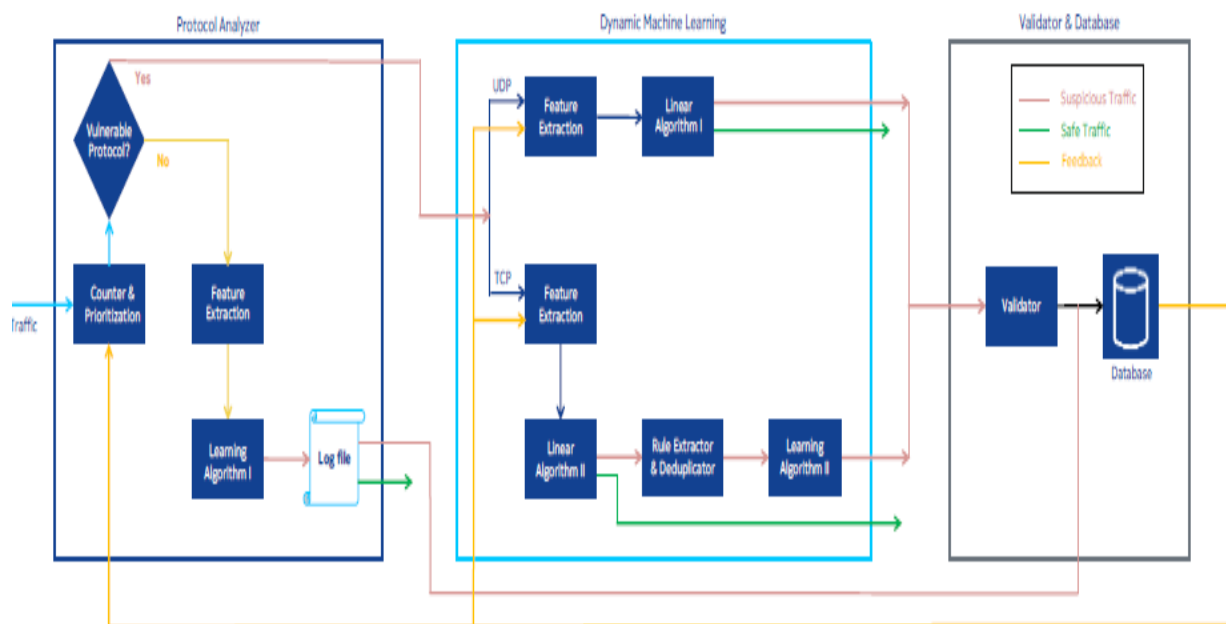 Protocol Analyzer
Dynamic Machine Learning
Validator & Database
Yes
Vulnerable
Protocol?
No
Counter &
Prioritization
Traffic
Feature
Extraction
Learning
Algorithm I
Log file
UDP
Feature
Extraction
Linear
Algorithm I
TCP
Feature
Extraction
Linear
Algorithm II
Rule Extractor
& Deduplicator
Learning
Algorithm II
Suspicious Traffic
Safe Traffic
Feedback
Validator
Database